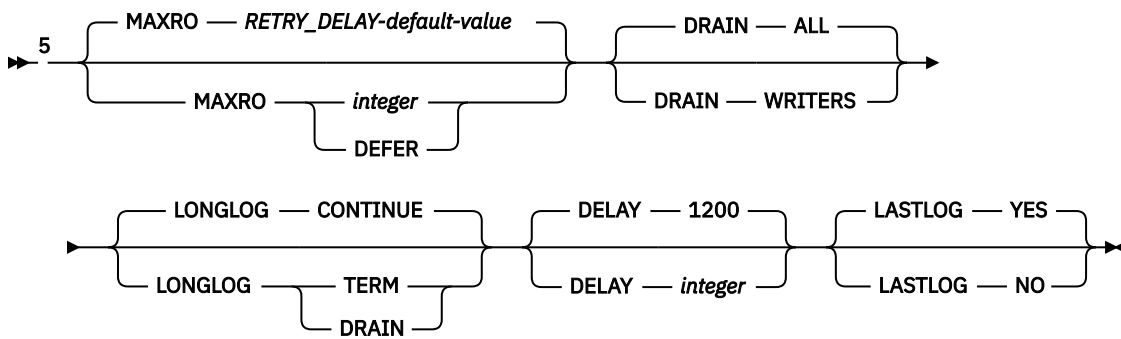 MAXRO RETRY_DELAY-default-value DRAIN ALL
5
MAXRO integer DRAIN WRITERS
DEFER
LONGLOG CONTINUE DELAY 1200 LASTLOG YES
LONGLOG TERM DELAY integer LASTLOG NO
DRAIN